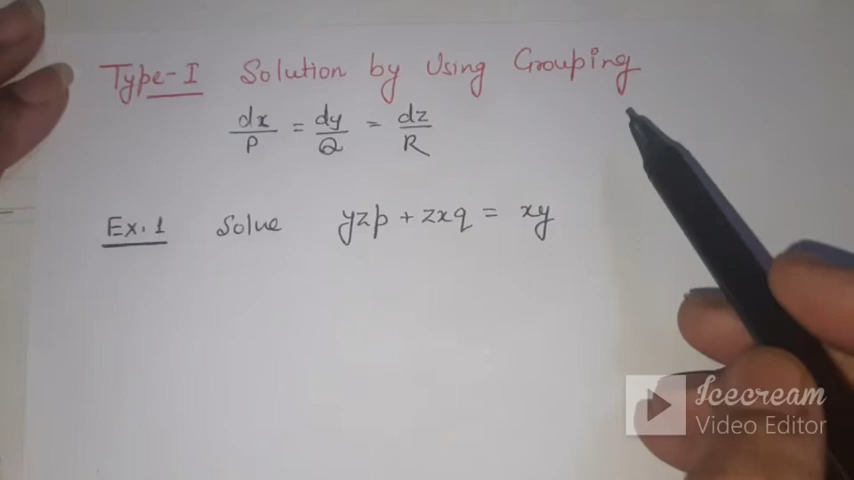 Type-I Solution by Using Grouping
dx/P = dy/Q = dz/R
Ex. 1 Solve yzp + zxq = xy
Icecream
Video Editor